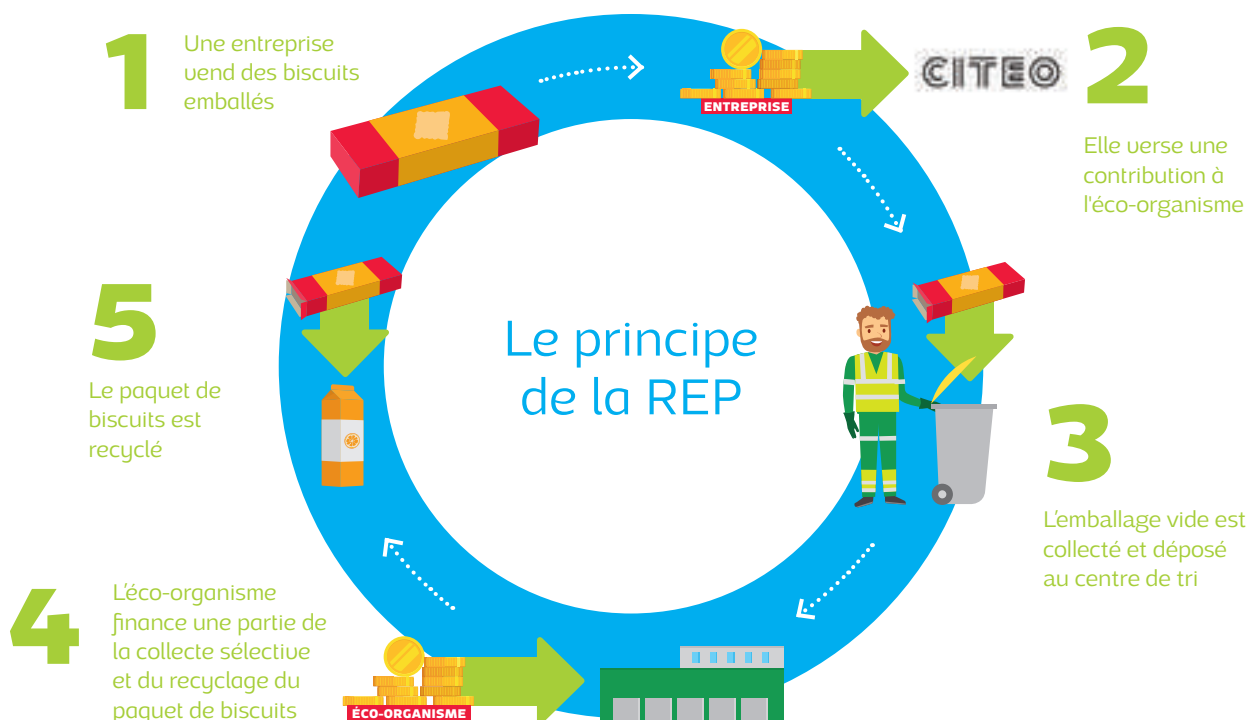 1
Une entreprise
vend des biscuits
emballés
ENTREPRISE
CITEO
2
Elle verse une
contribution à
l'éco-organisme
3
L'emballage vide est
collecté et déposé
au centre de tri
4
L'éco-organisme
finance une partie de
la collecte sélective
et du recyclage du
paquet de biscuits
ÉCO-ORGANISME
5
Le paquet de
biscuits est
recyclé
Le principe
de la REP